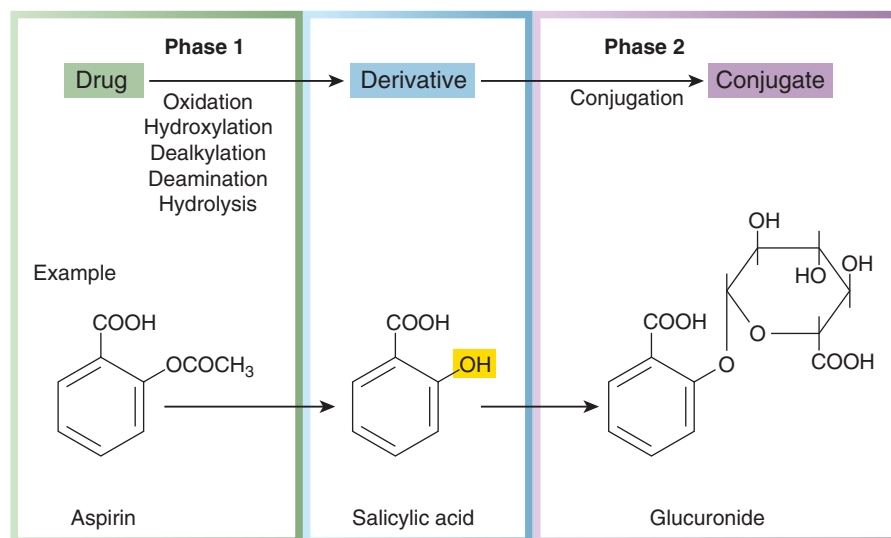 Phase 1
Phase 2
Drug
Derivative
Conjugate
Oxidation
Hydroxylation
Dealkylation
Deamination
Hydrolysis
Conjugation
Example
COOH
OCOCH₃
Aspirin
COOH
OH
Salicylic acid
OH
OH
HO
COOH
O
O
COOH
Glucuronide